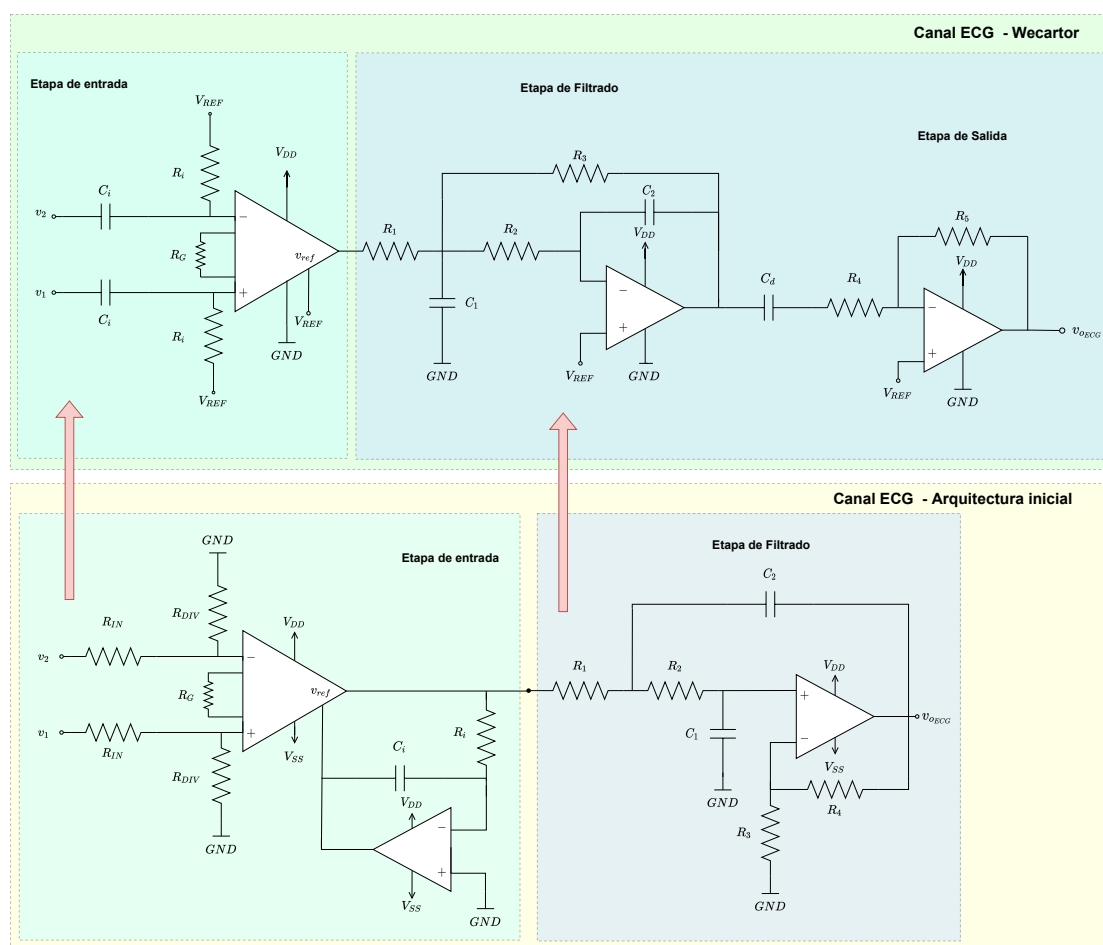 Canal ECG - Wecartor
Etapa de entrada
Etapa de Filtrado
Etapa de Salida
V_REF
R_i
V_DD
C_i
v_2
−
R_G
v_ref
v_1
+
C_i
R_i
V_REF
GND
V_REF
R_1
R_3
R_2
C_2
V_DD
C_1
−
+
GND
V_REF
GND
C_d
R_4
R_5
V_DD
−
+
V_REF
GND
v_oECG
Canal ECG - Arquitectura inicial
Etapa de entrada
Etapa de Filtrado
GND
R_DIV
V_DD
R_IN
v_2
−
R_G
v_ref
v_1
+
R_IN
V_SS
R_DIV
GND
R_i
C_i
V_DD
−
+
V_SS
GND
C_2
R_1
R_2
V_DD
+
C_1
−
v_oECG
V_SS
GND
R_4
R_3
GND